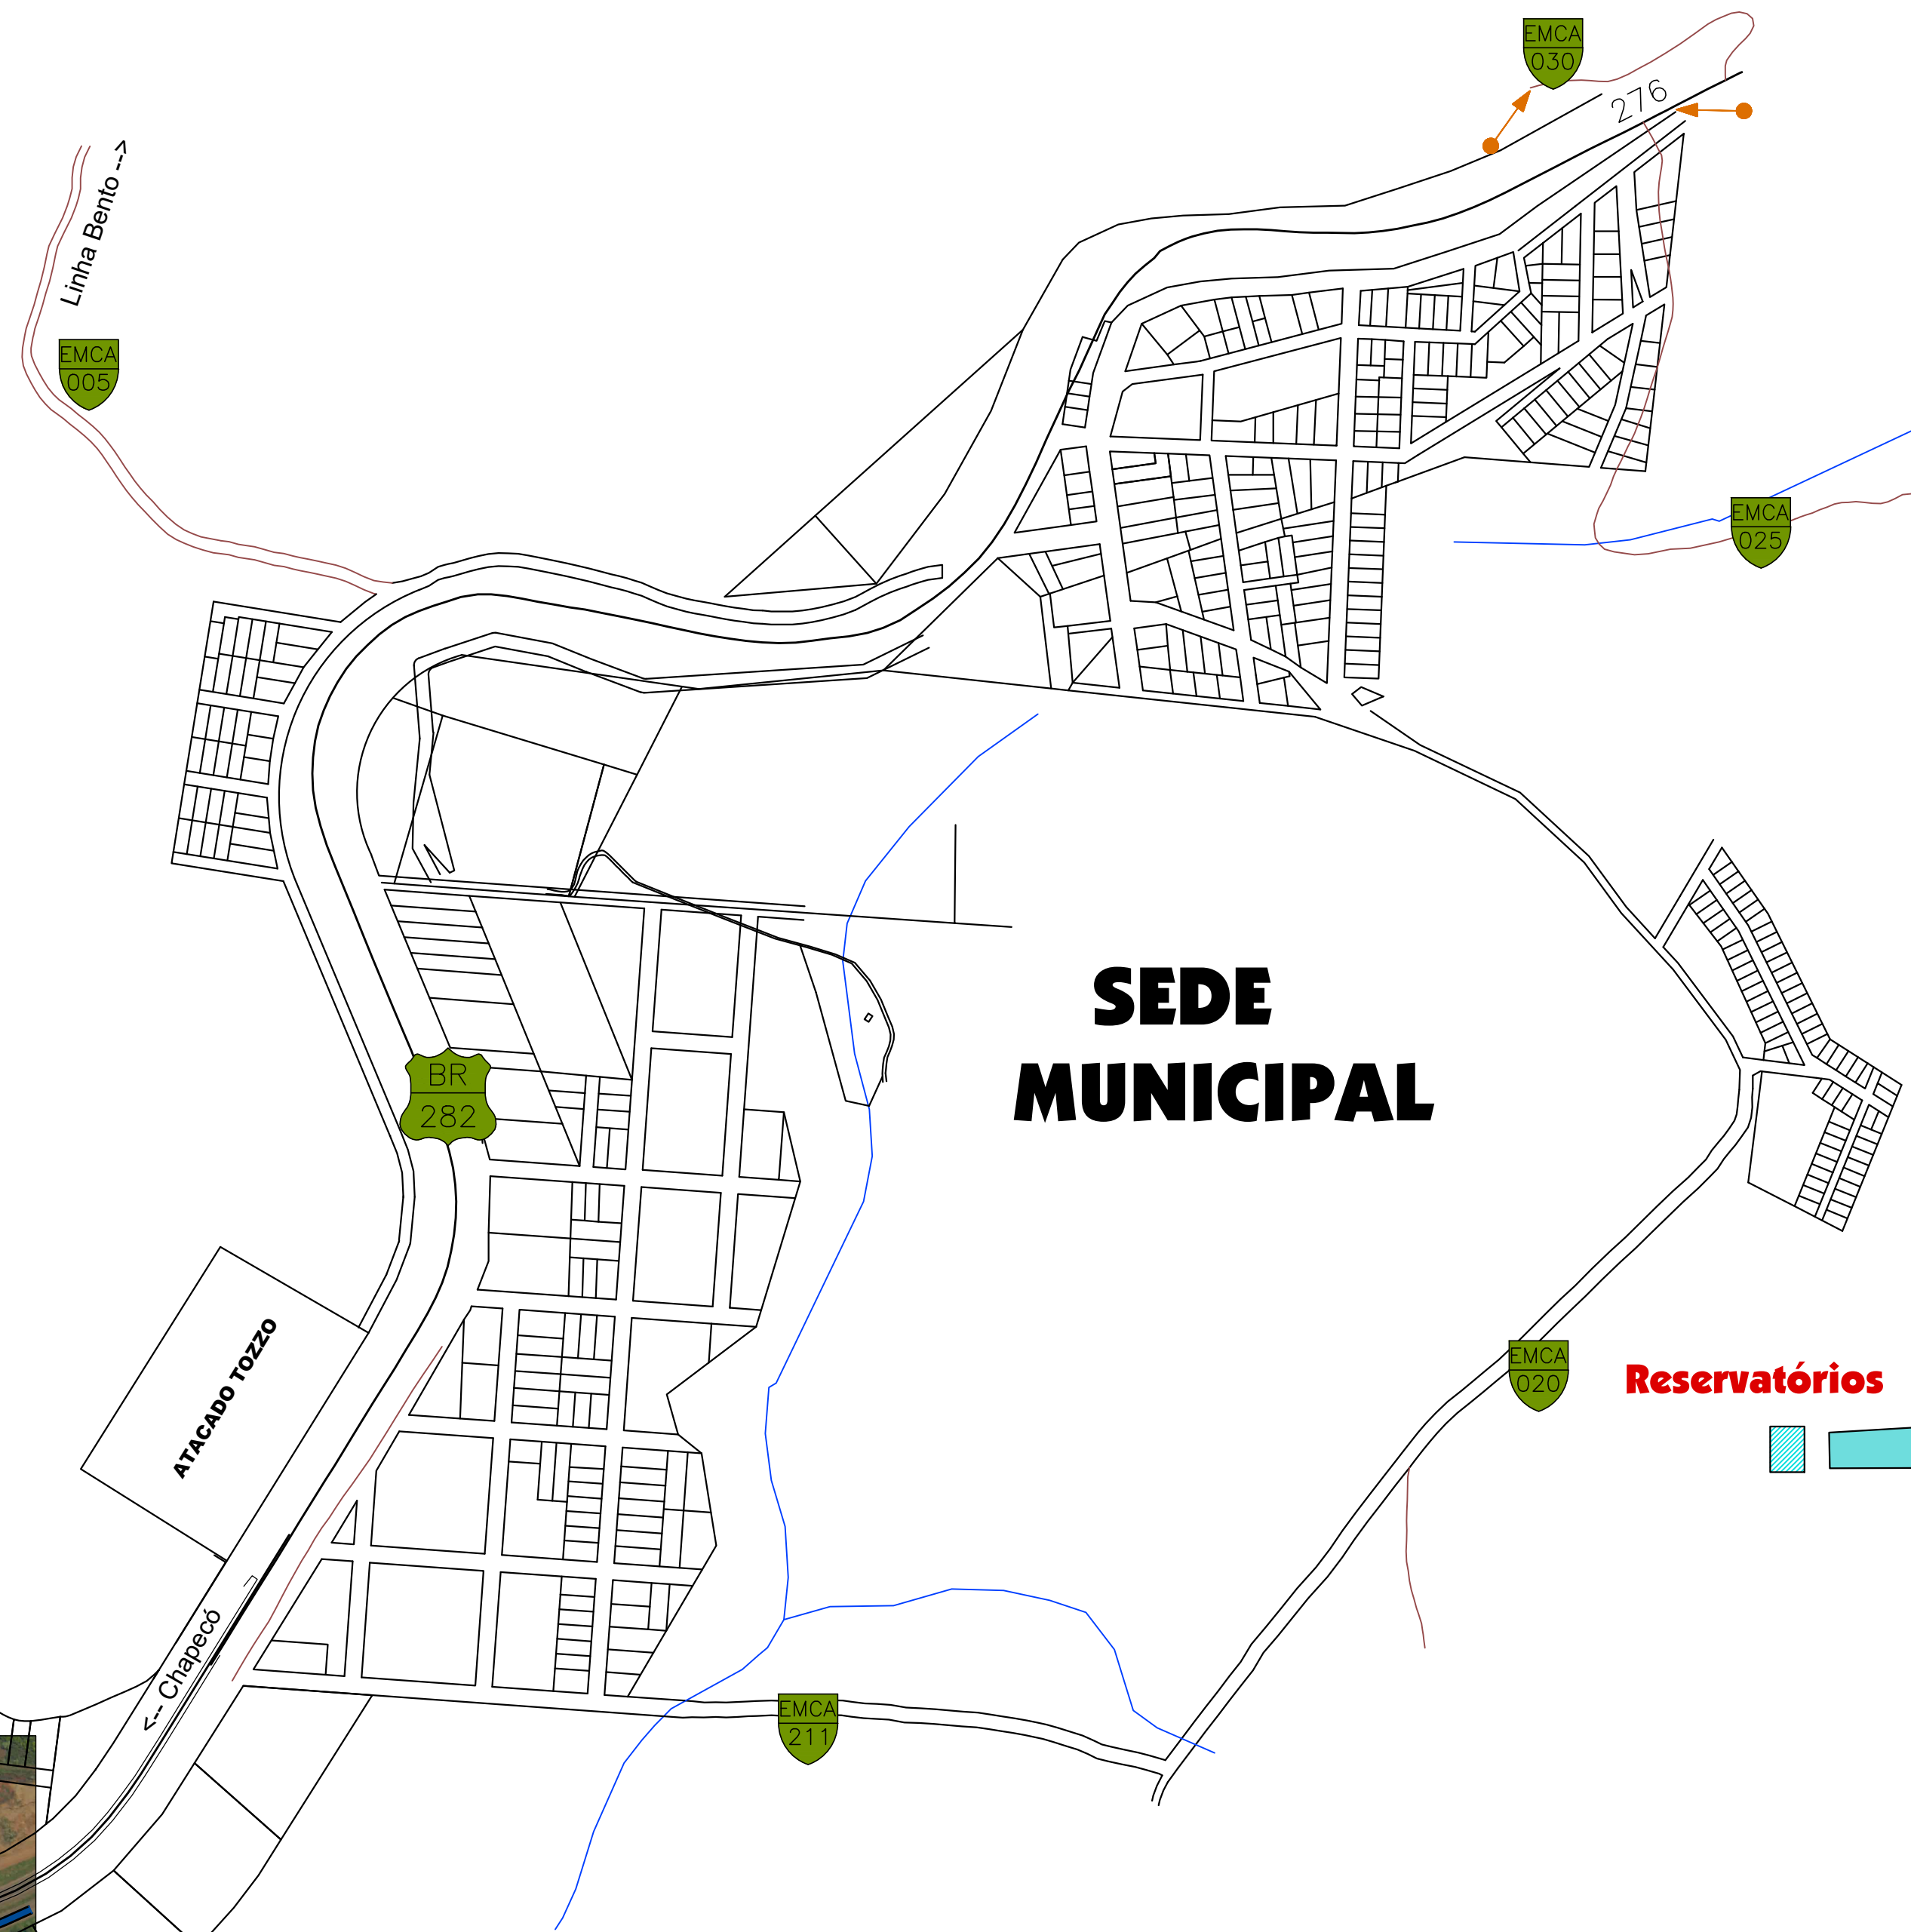 EMCA
030
276
Linha Bento --->
EMCA
005
EMCA
025
SEDE
MUNICIPAL
BR
282
ATACADO TOZZO
EMCA
020
Reservatórios
<--- Chapecó
EMCA
211